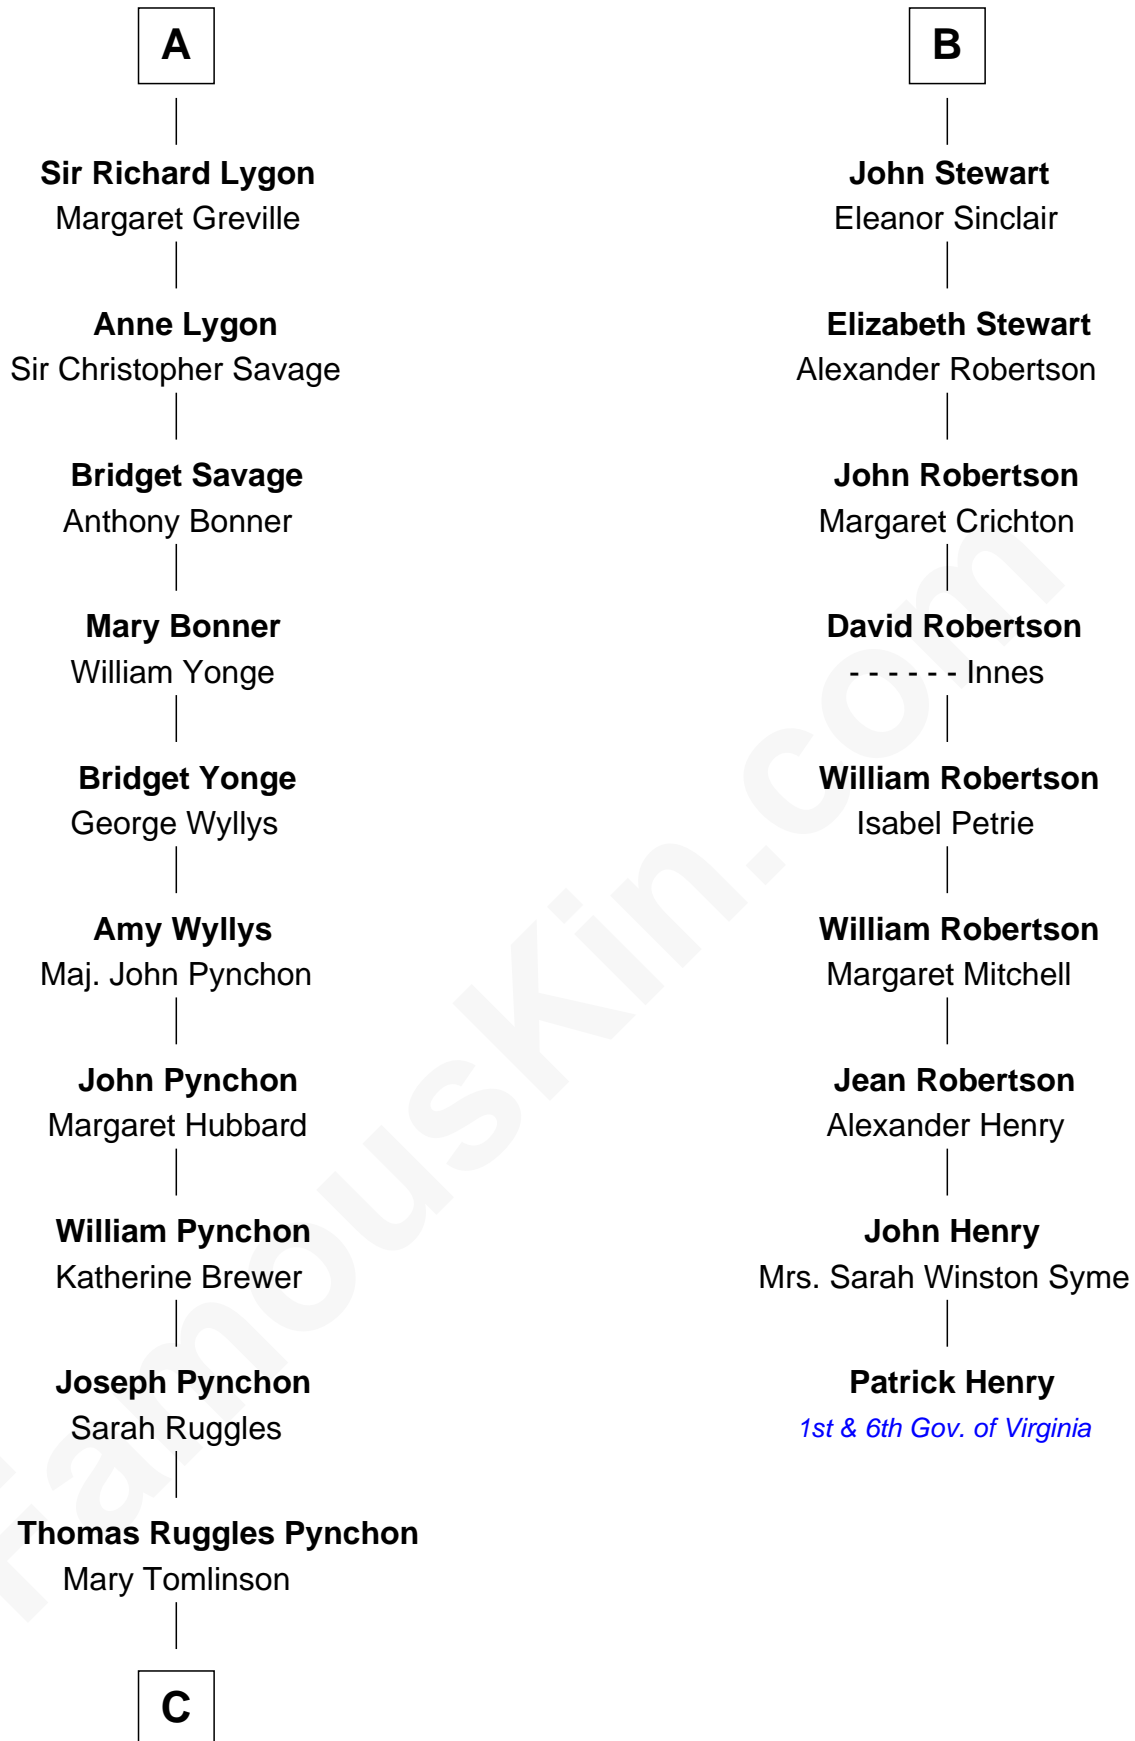 A
Sir Richard Lygon
Margaret Greville
Anne Lygon
Sir Christopher Savage
Bridget Savage
Anthony Bonner
Mary Bonner
William Yonge
Bridget Yonge
George Wyllys
Amy Wyllys
Maj. John Pynchon
John Pynchon
Margaret Hubbard
William Pynchon
Katherine Brewer
Joseph Pynchon
Sarah Ruggles
Thomas Ruggles Pynchon
Mary Tomlinson
C
B
John Stewart
Eleanor Sinclair
Elizabeth Stewart
Alexander Robertson
John Robertson
Margaret Crichton
David Robertson
- - - - - - Innes
William Robertson
Isabel Petrie
William Robertson
Margaret Mitchell
Jean Robertson
Alexander Henry
John Henry
Mrs. Sarah Winston Syme
Patrick Henry
1st & 6th Gov. of Virginia
FamousKin.com